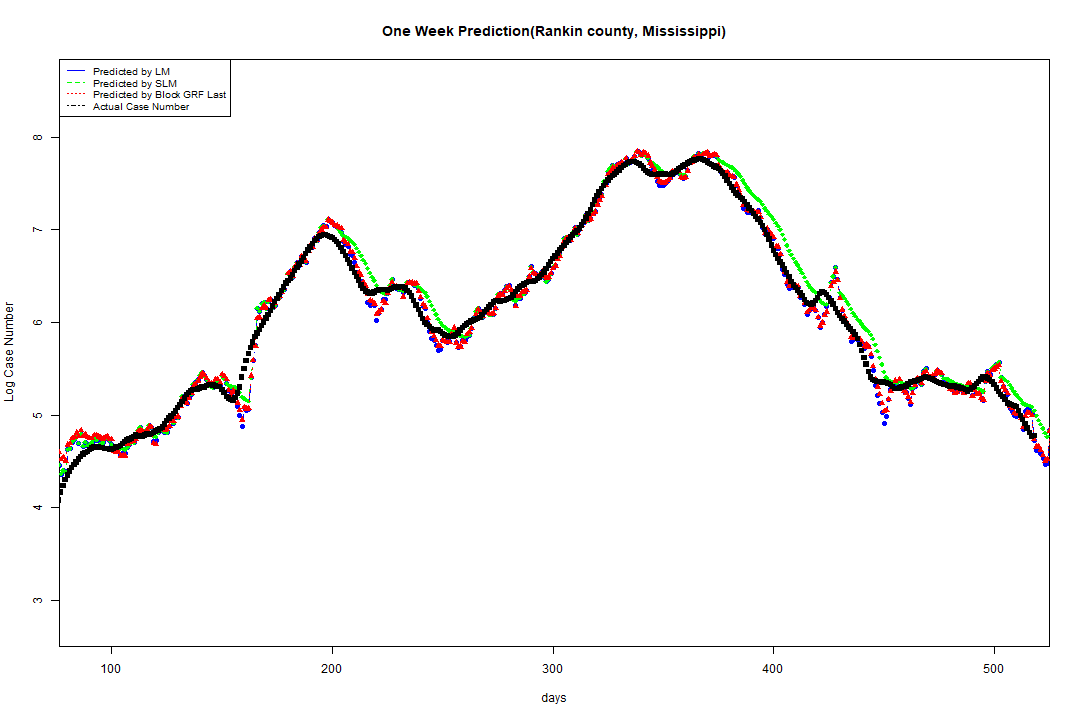 One Week Prediction(Rankin county, Mississippi)
Predicted by LM
Predicted by SLM
Predicted by Block GRF Last
Actual Case Number
8
7
6
5
4
3
Log Case Number
100 200 300 400 500
days